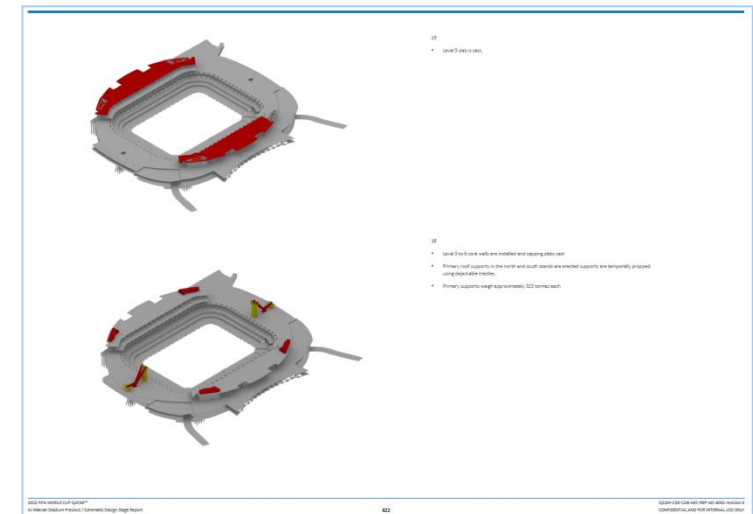 15
• Level 5 slab is cast.
16
• Level 5 to 6 core walls are installed and capping slabs cast
• Primary roof supports in the north and south stands are erected supports are temporally propped
using dejackable trestles.
• Primary supports weigh approximately 325 tonnes each
2022 FIFA WORLD CUP QATAR™
Al Wakrah Stadium Precinct / Schematic Design Stage Report
422
CONFIDENTIAL AND FOR INTERNAL USE ONLY